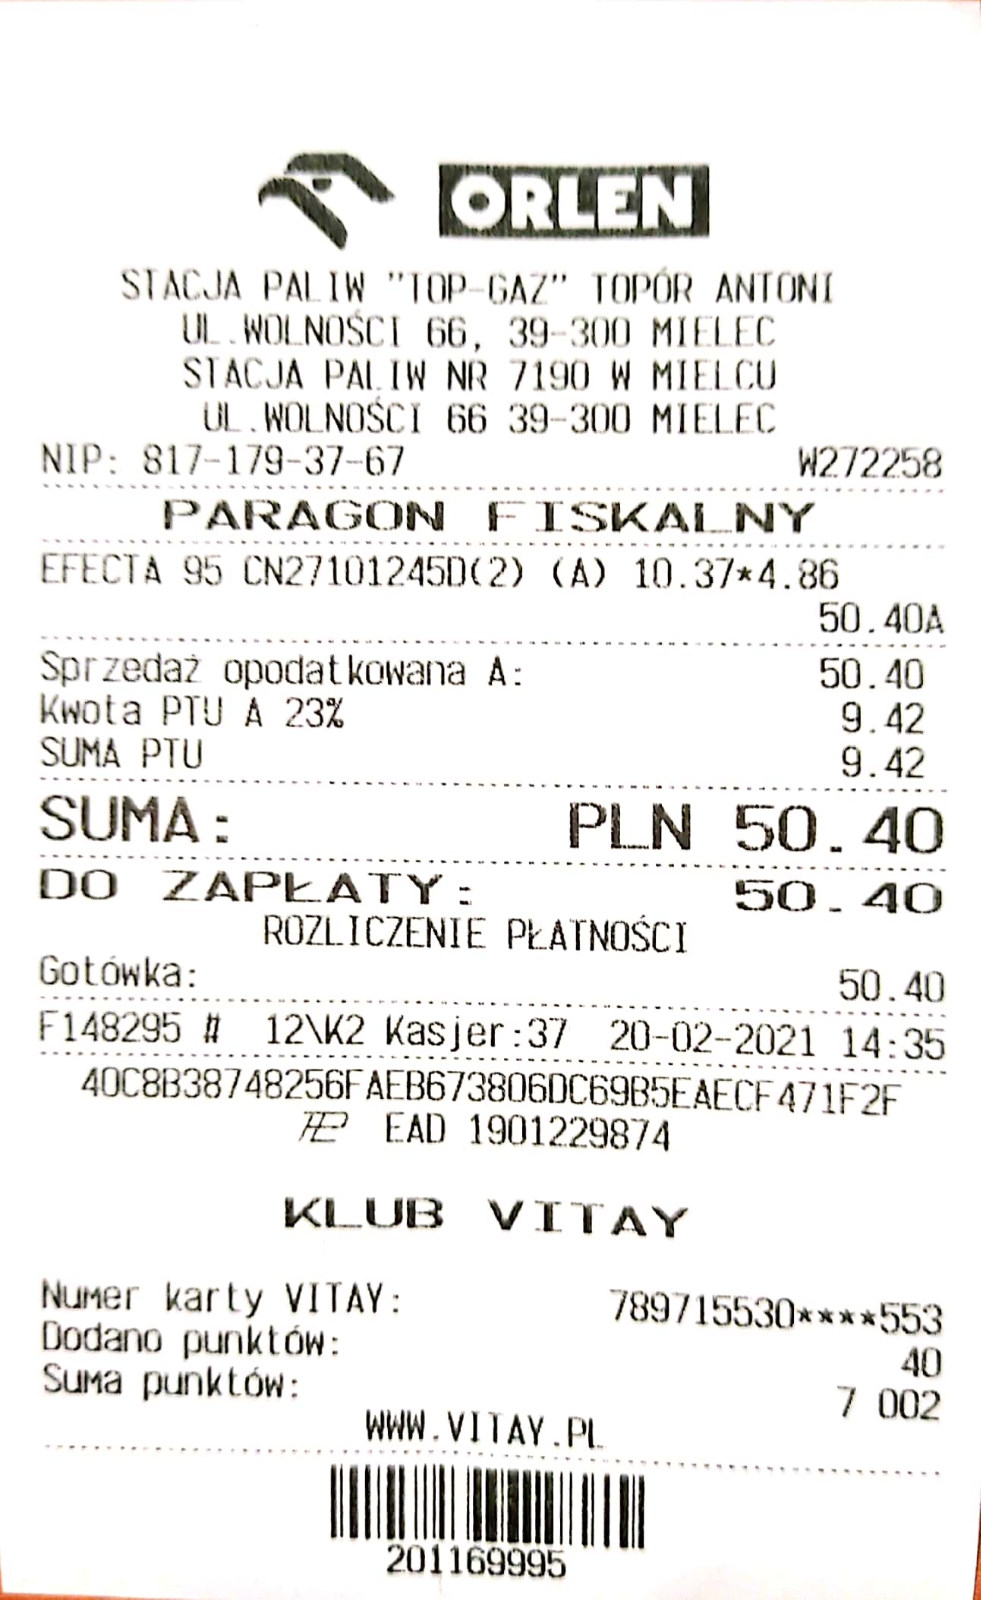 ORLEN
STACJA PALIW "TOP-GAZ" TOPÓR ANTONI
UL.WOLNOŚCI 66, 39-300 MIELEC
STACJA PALIW NR 7190 W MIELCU
UL.WOLNOŚCI 66 39-300 MIELEC
NIP: 817-179-37-67 W272258
PARAGON FISKALNY
EFECTA 95 CN27101245D(2) (A) 10.37*4.86
50.40A
Sprzedaż opodatkowana A: 50.40
Kwota PTU A 23% 9.42
SUMA PTU 9.42
SUMA: PLN 50.40
DO ZAPŁATY: 50.40
ROZLICZENIE PŁATNOŚCI
Gotówka: 50.40
F148295 # 12\K2 Kasjer:37 20-02-2021 14:35
40C8B38748256FAEB673806DC69B5EAECF471F2F
EAD 1901229874
KLUB VITAY
Numer karty VITAY: 789715530****553
Dodano punktów: 40
Suma punktów: 7 002
WWW.VITAY.PL
201169995